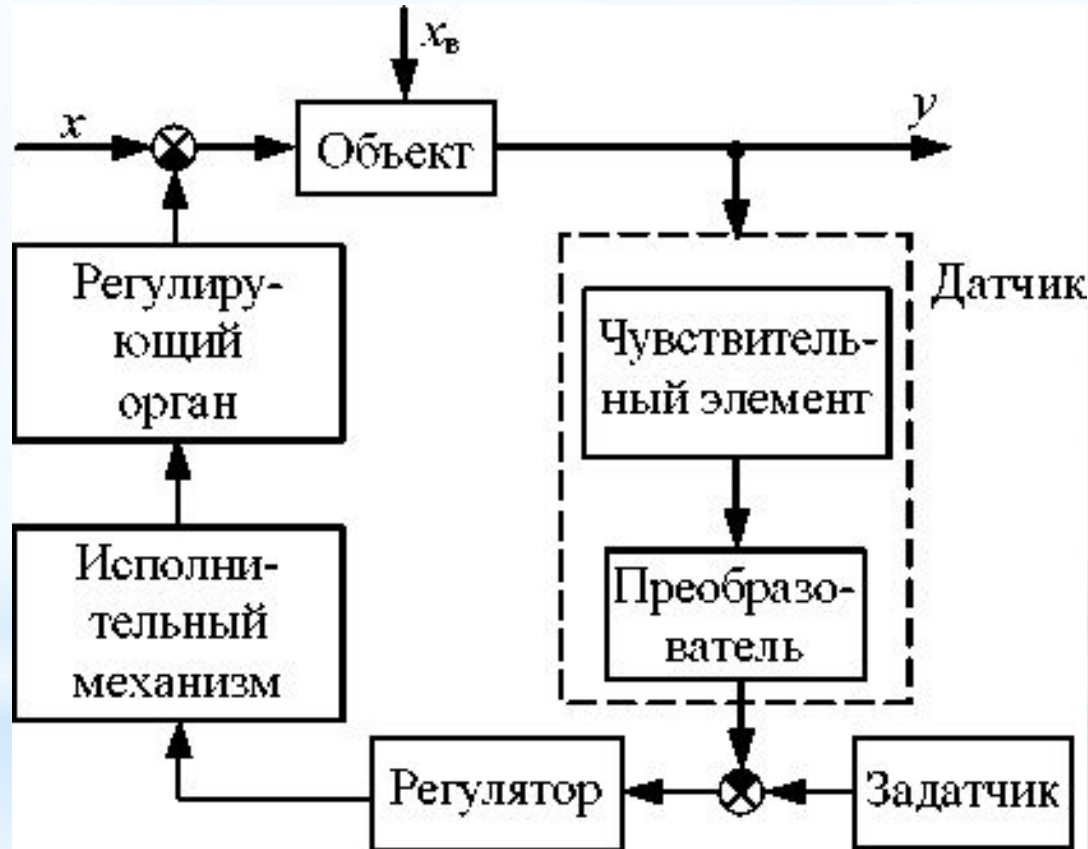 xв
x
Объект
y
Регулиру-
ющий
орган
Датчик
Чувствитель-
ный элемент
Исполни-
тельный
механизм
Преобразо-
ватель
Регулятор
Задатчик